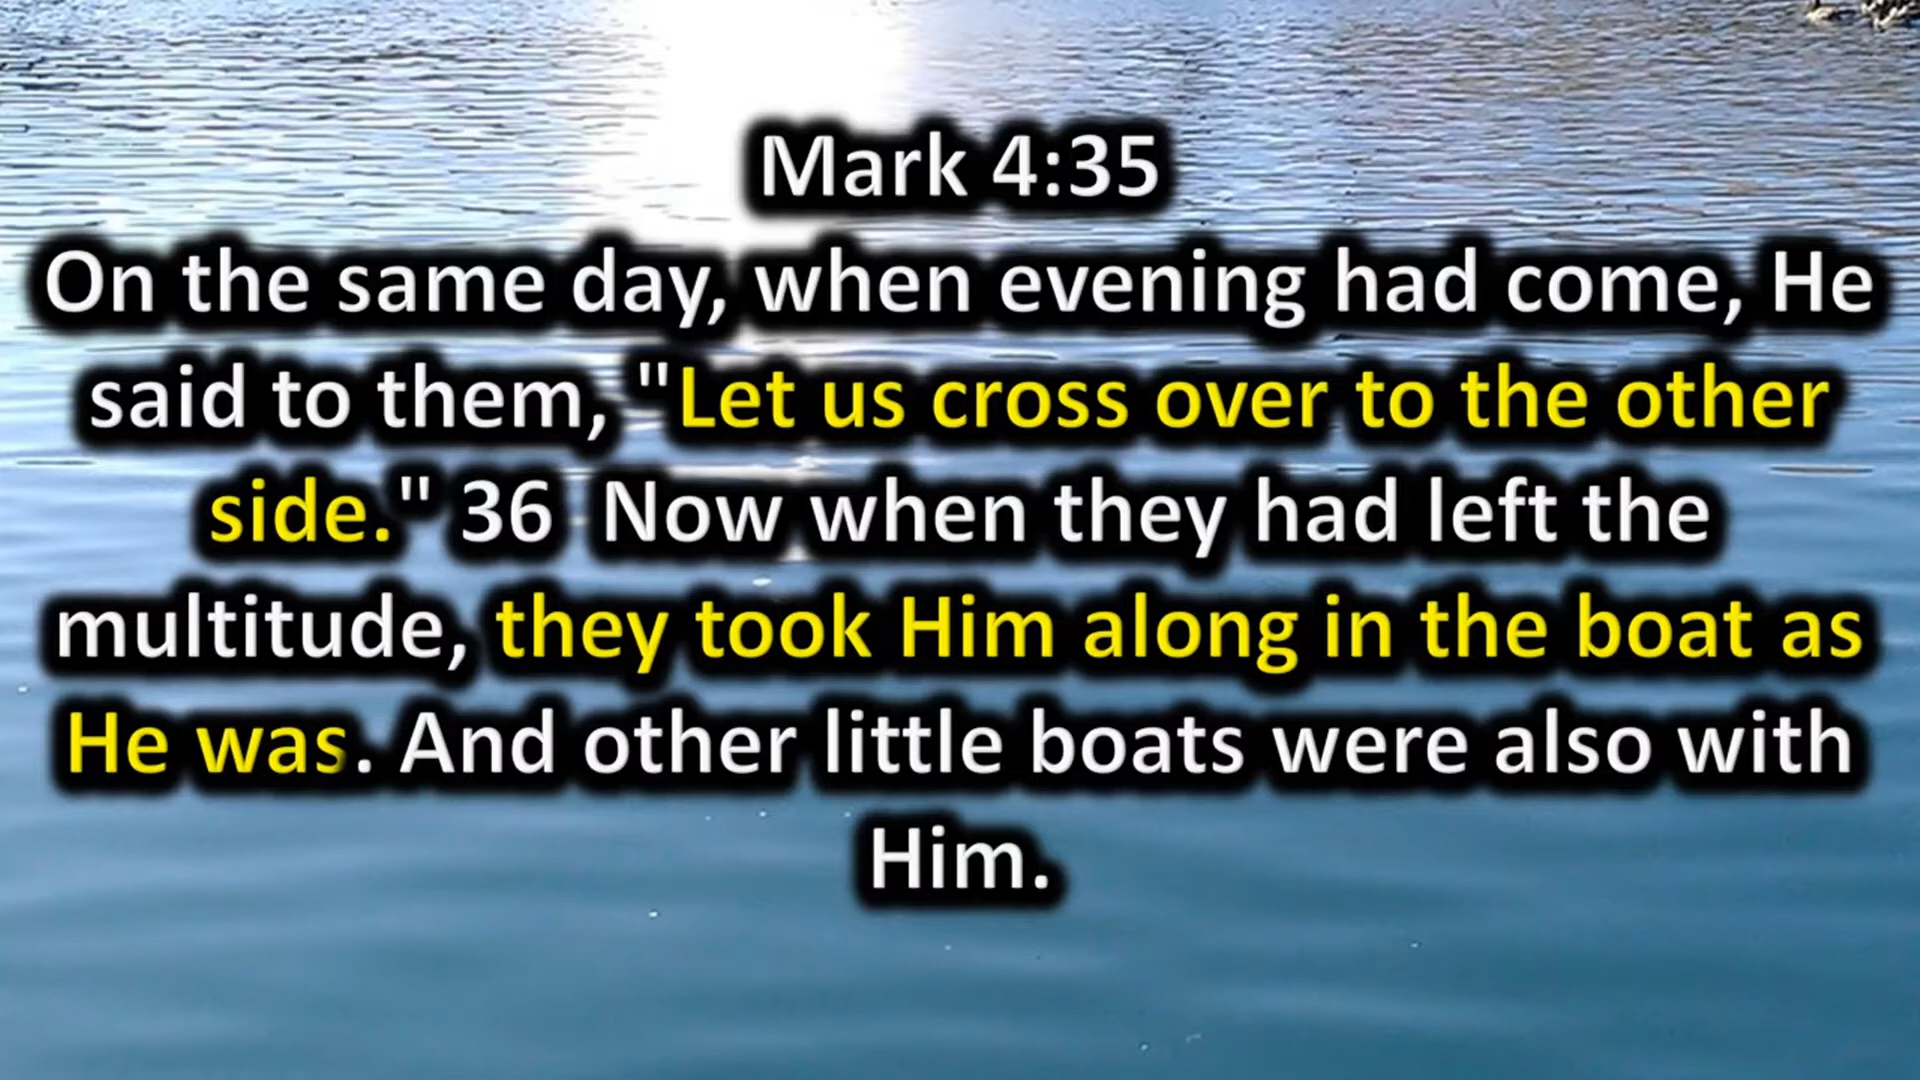 Mark 4:35
On the same day, when evening had come, He
said to them, "Let us cross over to the other
side." 36  Now when they had left the
multitude, they took Him along in the boat as
He was. And other little boats were also with
Him.